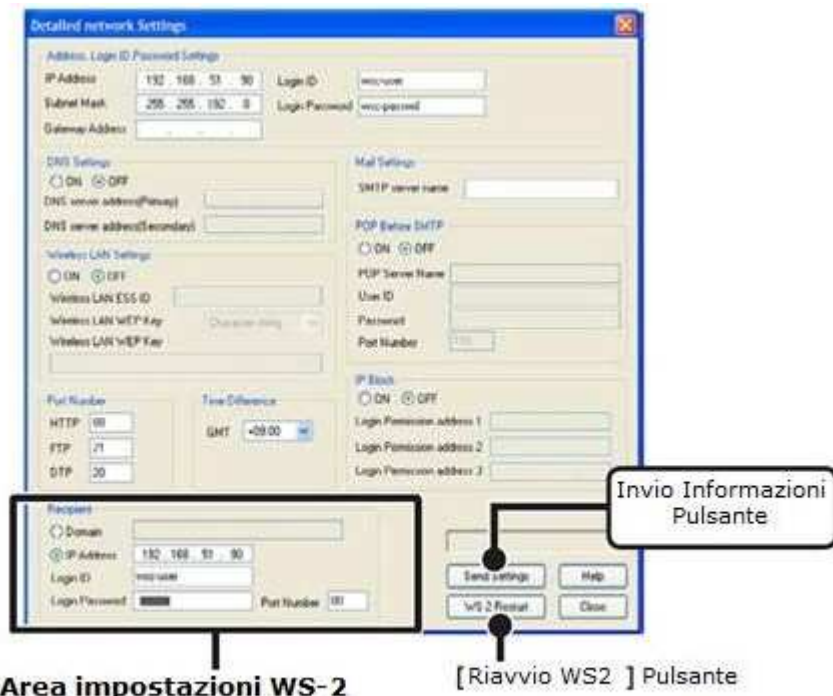 Detailed network Settings
Address, Login ID, Password Settings
IP Address 192 . 168 . 51 . 90 Login ID wsc-user
Subnet Mask 255 . 255 . 192 . 0 Login Password
Gateway Address . . .
DNS Settings
ON OFF
DNS server address(Primary)
DNS server address(Secondary)
Mail Settings
SMTP server name
POP Before SMTP
ON OFF
POP Server Name
User ID
Password
Port Number
Wireless LAN Settings
ON OFF
Wireless LAN ESS ID
Wireless LAN WEP Key Character string
Wireless LAN WEP Key
Port Number
HTTP 80
FTP 21
DTP 20
Time Difference
GMT +09:00
IP Block
ON OFF
Login Permission address 1
Login Permission address 2
Login Permission address 3
Recipient
Domain
IP Address 192 . 168 . 51 . 90
Login ID wsc-user
Login Password Port Number 80
Send settings Help
WS-2 Restart Close
Invio Informazioni
Pulsante
Area impostazioni WS-2
[Riavvio WS2 ] Pulsante